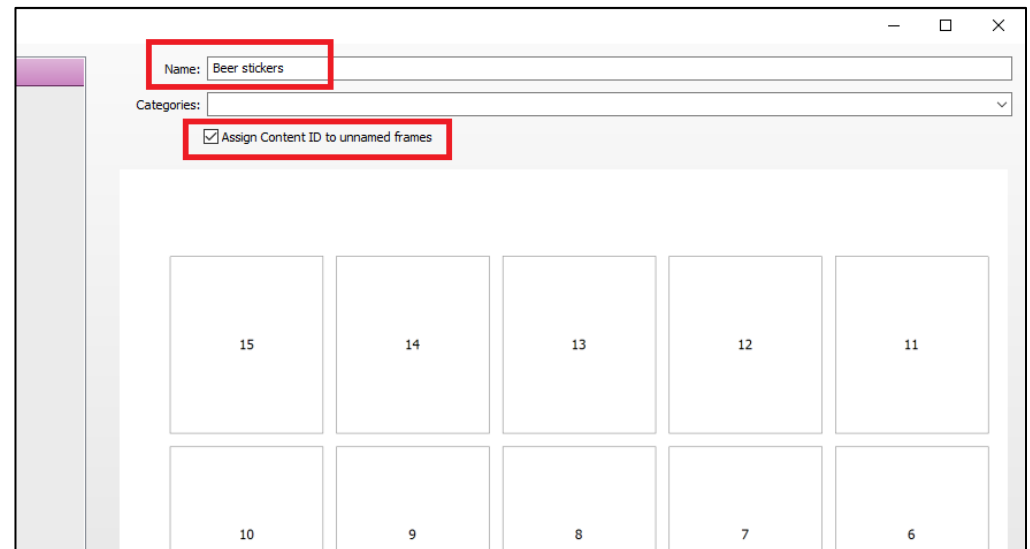 Name: Beer stickers
Categories:
Assign Content ID to unnamed frames
15 14 13 12 11
10 9 8 7 6